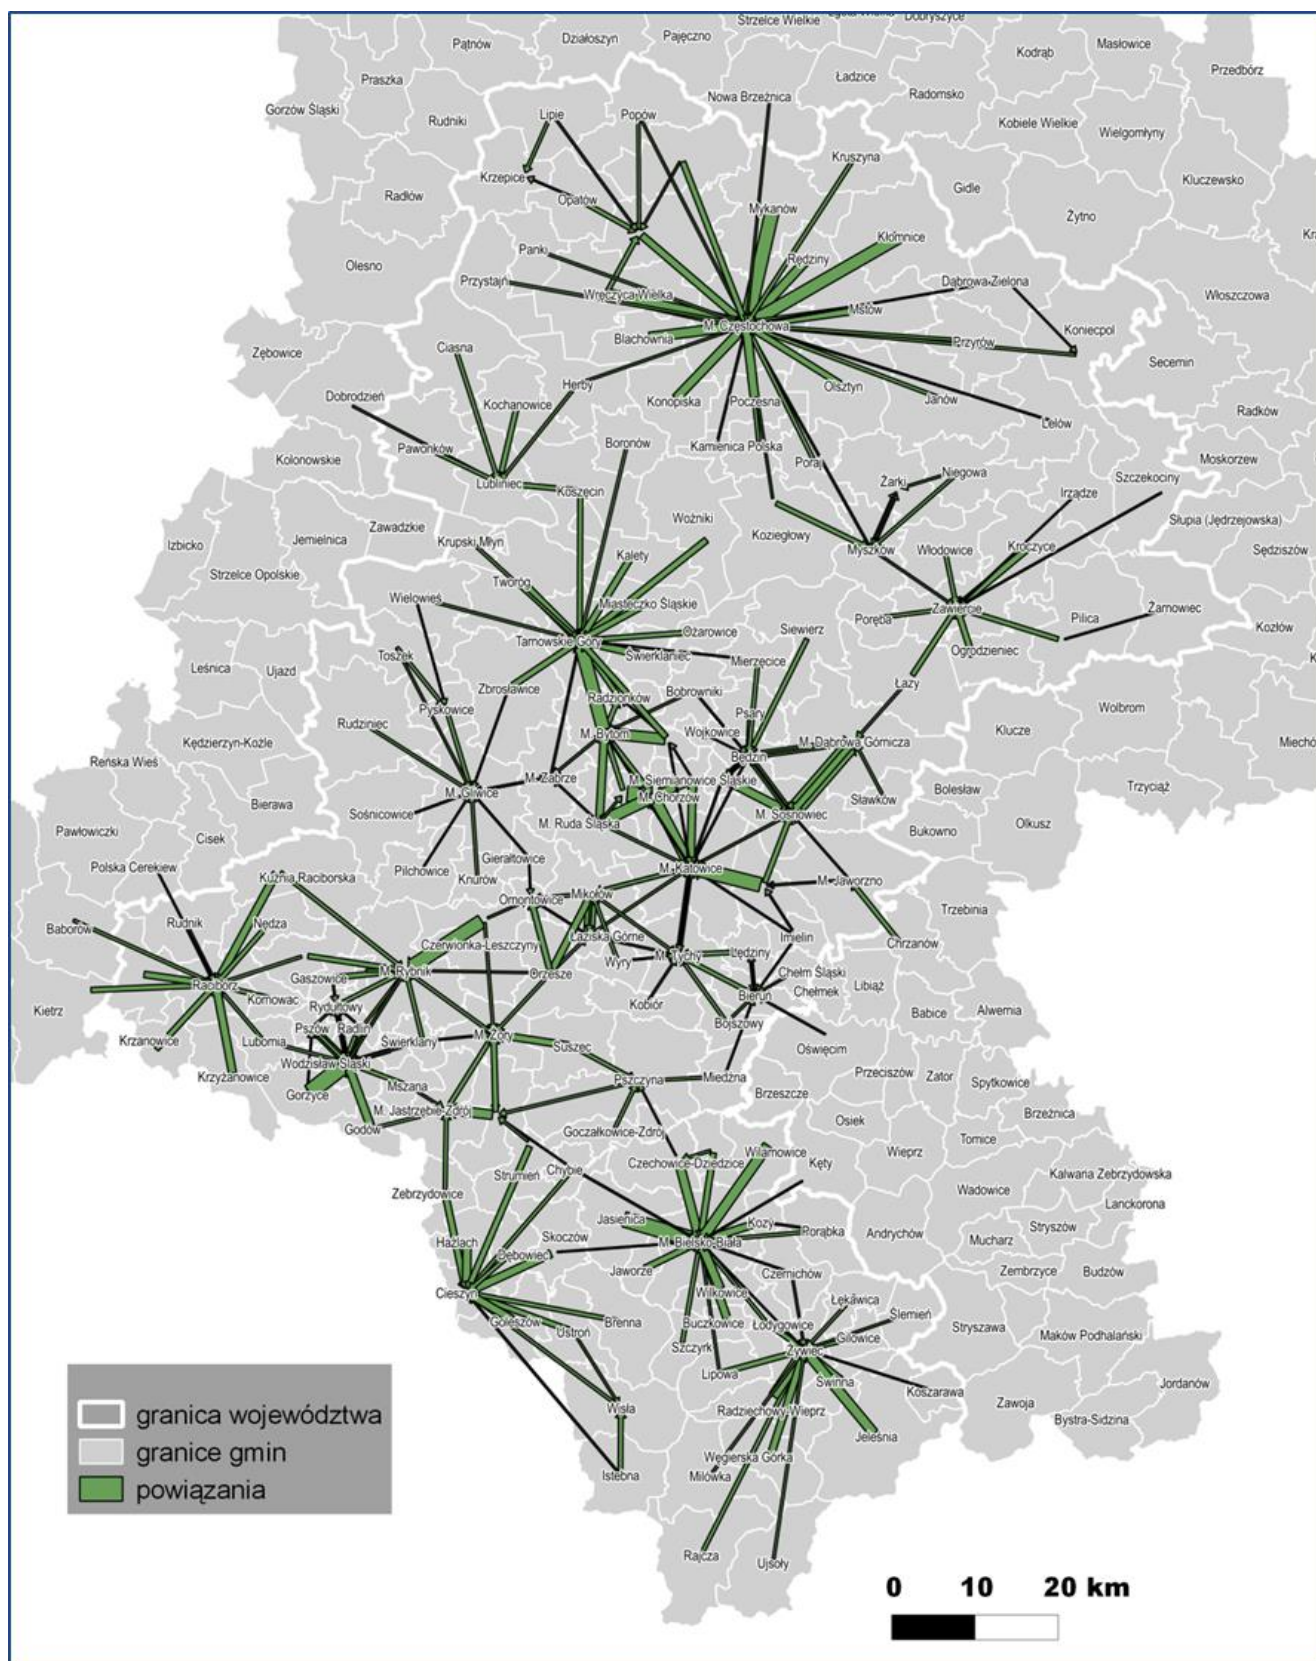 Strzelce Wielkie
Dobryszyce
Pątnów
Działoszyn
Pajęczno
Kodrąb
Masłowice
Przedbórz
Praszka
Ładzice
Radomsko
Gorzów Śląski
Rudniki
Lipie
Popów
Nowa Brzeźnica
Kobiele Wielkie
Wielgomłyny
Kruszyna
Kluczewsko
Krzepice
Radłów
Opatów
Gidle
Mykanów
Żytno
Kłomnice
Panki
Olesno
Rędziny
Przystajń
Wręczyca Wielka
Dąbrowa Zielona
Włoszczowa
Mstów
M. Częstochowa
Koniecpol
Blachownia
Przyrów
Zębowice
Ciasna
Secemin
Herby
Olsztyn
Dobrodzień
Kochanowice
Konopiska
Poczesna
Janów
Radków
Lelów
Pawonków
Boronów
Kamienica Polska
Kolonowskie
Poraj
Moskorzew
Lubliniec
Koszęcin
Żarki
Niegowa
Szczekociny
Irządze
Woźniki
Słupia (Jędrzejowska)
Zawadzkie
Koziegłowy
Izbicko
Jemielnica
Krupski Młyn
Kalety
Myszków
Włodowice
Kroczyce
Sędziszów
Strzelce Opolskie
Tworóg
Wielowieś
Miasteczko Śląskie
Zawiercie
Żarnowiec
Poręba
Pilica
Siewierz
Kozłów
Tarnowskie Góry
Ożarowice
Toszek
Świerklaniec
Mierzęcice
Ogrodzieniec
Leśnica
Ujazd
Łazy
Zbrosławice
Radzionków
Bobrowniki
Pyskowice
Wolbrom
Rudziniec
Psary
Klucze
Wojkowice
M. Bytom
M. Dąbrowa Górnicza
Kędzierzyn-Koźle
Będzin
Reńska Wieś
M. Zabrze
M. Siemianowice Śląskie
M. Gliwice
M. Chorzów
Trzyciąż
Bolesław
Sławków
Bierawa
Sośnicowice
M. Ruda Śląska
M. Sosnowiec
Olkusz
Pawłowiczki
Cisek
Bukowno
Polska Cerekiew
Gierałtowice
M. Katowice
Pilchowice
Kuźnia Raciborska
Knurów
M. Jaworzno
Ornontowice
Mikołów
Trzebinia
Rudnik
Nędza
Baborów
Łaziska Górne
Imielin
Chrzanów
Czerwionka-Leszczyny
Wyry
M. Tychy
Lędziny
M. Rybnik
Orzesze
Chełm Śląski
Gaszowice
Racibórz
Chełmek
Libiąż
Kornowac
Bieruń
Kietrz
Rydułtowy
Kobiór
Babice
Alwernia
Pszów
Radlin
Bojszowy
Krzanowice
Lubomia
Świerklany
M. Żory
Suszec
Oświęcim
Wodzisław Śląski
Krzyżanowice
Mszana
Pszczyna
Miedźna
Przeciszów
Zator
Spytkowice
Gorzyce
Brzeszcze
M. Jastrzębie-Zdrój
Brzeźnica
Godów
Goczałkowice-Zdrój
Osiek
Tomice
Wieprz
Wilamowice
Kęty
Czechowice-Dziedzice
Strumień
Chybie
Kalwaria Zebrzydowska
Zebrzydowice
Wadowice
Lanckorona
Jasienica
Kozy
Porąbka
Andrychów
Stryszów
Skoczów
Mucharz
Hażlach
M. Bielsko-Biała
Dębowiec
Jaworze
Czernichów
Zembrzyce
Budzów
Cieszyn
Wilkowice
Łękawica
Ślemień
Goleszów
Brenna
Buczkowice
Łodygowice
Gilowice
Stryszawa
Maków Podhalański
Ustroń
Szczyrk
Żywiec
Lipowa
Świnna
Koszarawa
Jordanów
Zawoja
Wisła
Radziechowy-Wieprz
Bystra-Sidzina
Jeleśnia
Węgierska Górka
Istebna
Milówka
Rajcza
Ujsoły
granica województwa
granice gmin
powiązania
0 10 20 km